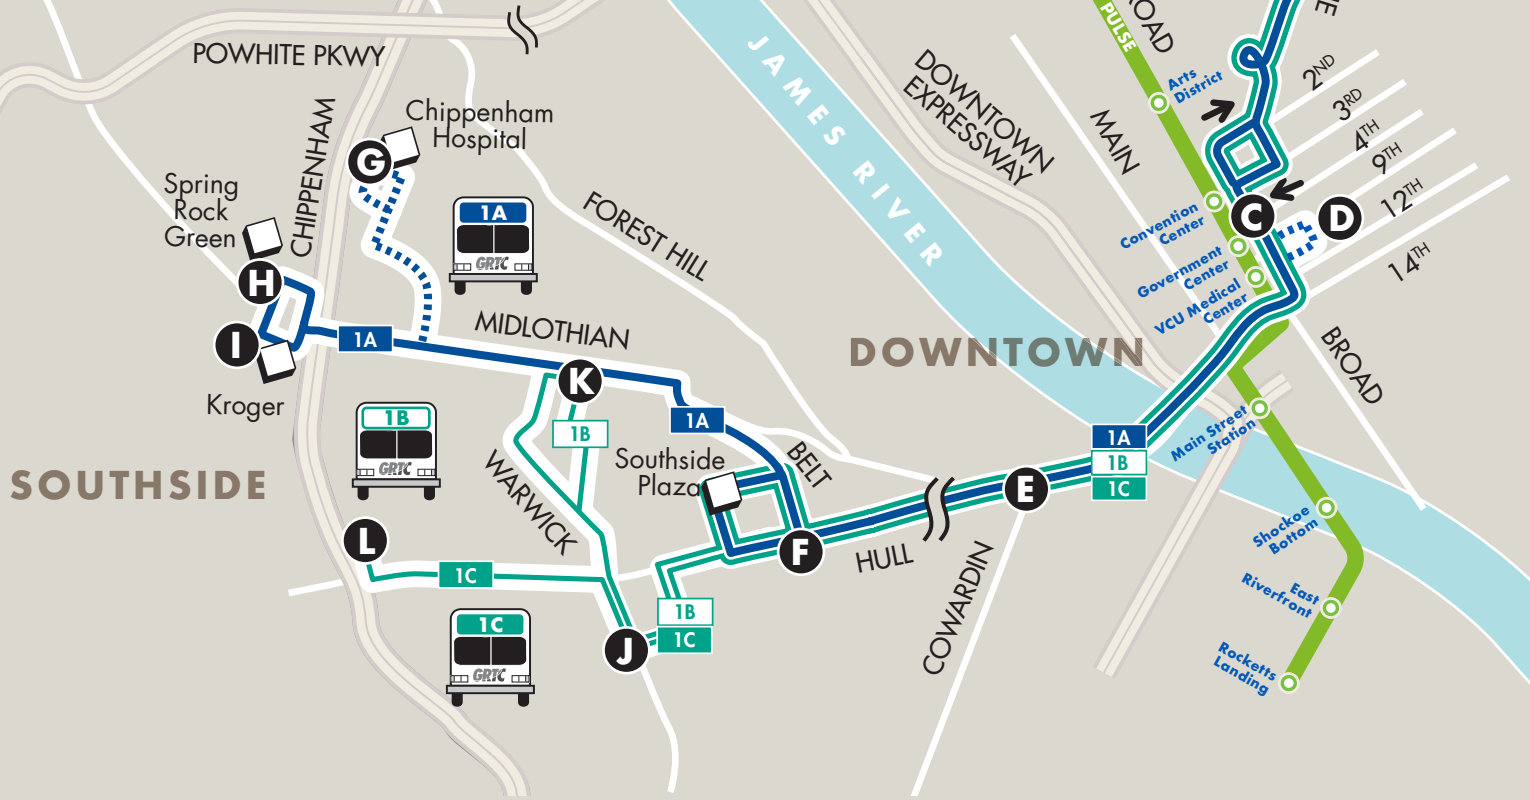 POWHITE PKWY
CHIPPENHAM
Chippenham
Hospital
G
Spring
Rock
Green
H
I
Kroger
1A
1A
GRTC
MIDLOTHIAN
FOREST HILL
JAMES RIVER
DOWNTOWN
EXPRESSWAY
MAIN
PULSE
ROAD
Arts
District
2ND
3RD
4TH
9TH
12TH
14TH
C
D
Convention
Center
Government
Center
VCU Medical
Center
DOWNTOWN
BROAD
Main Street
Station
Shockoe
Bottom
East
Riverfront
Rocketts
Landing
K
1A
1B
1B
GRTC
SOUTHSIDE
WARWICK
Southside
Plaza
BELT
F
HULL
E
COWARDIN
1A
1B
1C
L
1C
1C
GRTC
1B
1C
J